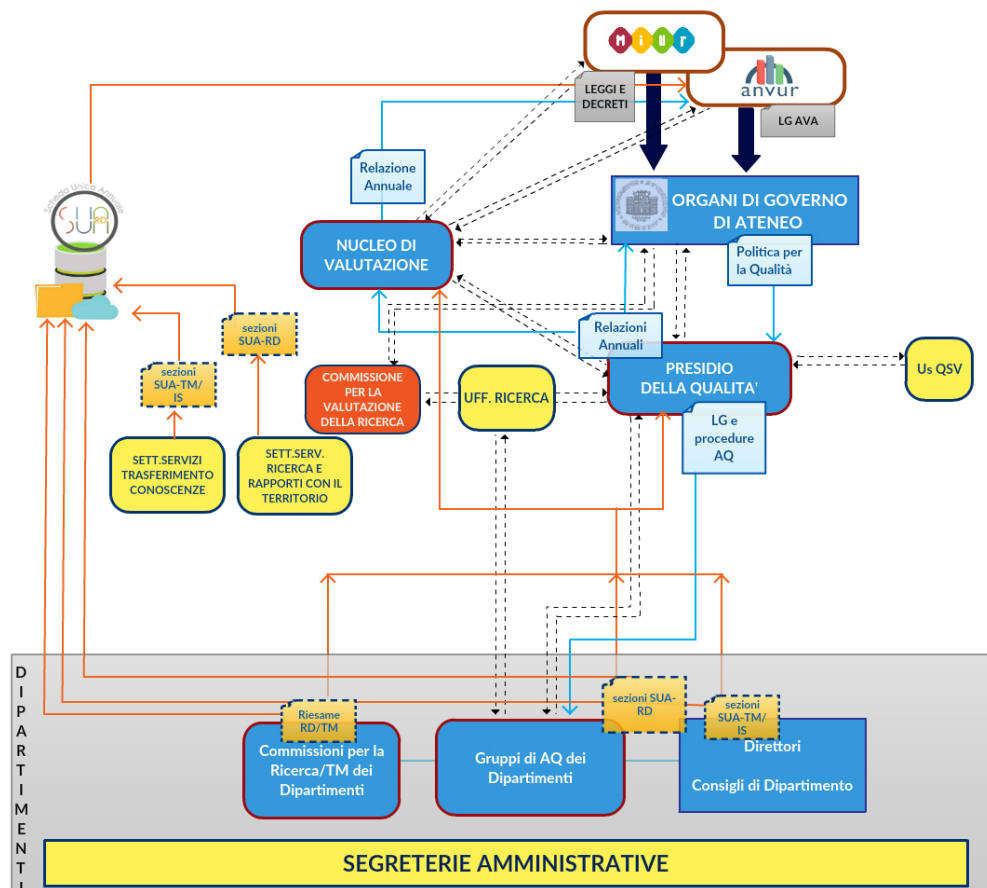 miur
anvur
LEGGI E
DECRETI
LG AVA
Relazione
Annuale
ORGANI DI GOVERNO
DI ATENEO
Scheda Unica Annuale
SUA
RD
NUCLEO DI
VALUTAZIONE
Politica per
la Qualità
sezioni
SUA-RD
Relazioni
Annuali
sezioni
SUA-TM/
IS
COMMISSIONE
PER LA
VALUTAZIONE
DELLA RICERCA
UFF. RICERCA
PRESIDIO
DELLA QUALITA'
Us QSV
LG e
procedure
AQ
SETT.SERVIZI
TRASFERIMENTO
CONOSCENZE
SETT.SERV.
RICERCA E
RAPPORTI CON IL
TERRITORIO
DIPARTIMENTI
Riesame
RD/TM
sezioni SUA-
RD
sezioni
SUA-TM/
IS
Commissioni per la
Ricerca/TM dei
Dipartimenti
Gruppi di AQ dei
Dipartimenti
Direttori
Consigli di Dipartimento
SEGRETERIE AMMINISTRATIVE